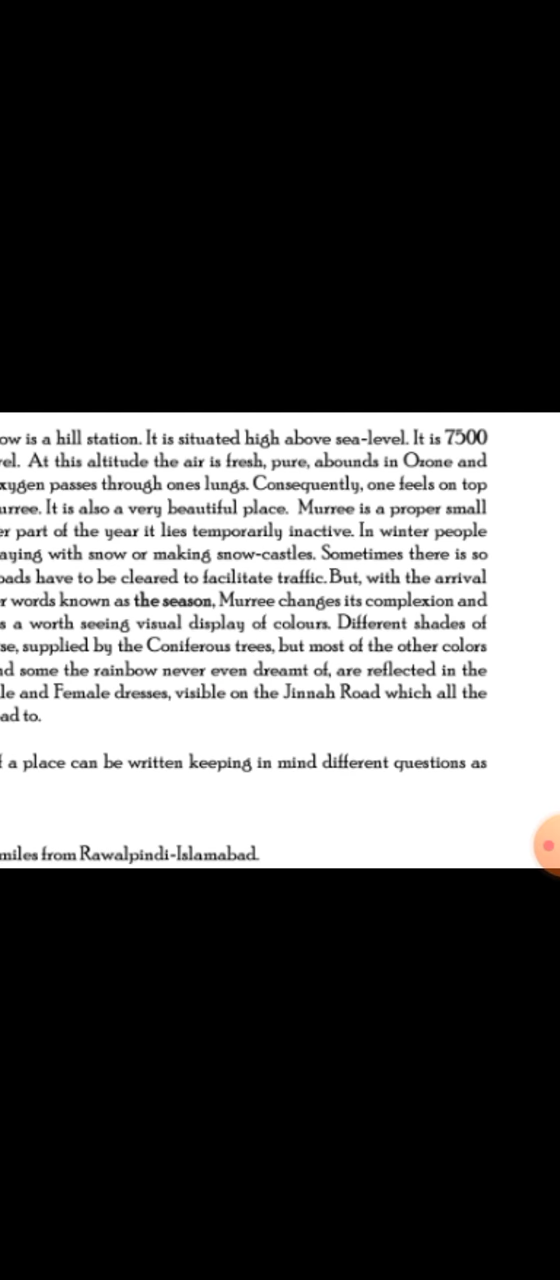 ow is a hill station. It is situated high above sea-level. It is 7500
el. At this altitude the air is fresh, pure, abounds in Ozone and
xygen passes through ones lungs. Consequently, one feels on top
urree. It is also a very beautiful place. Murree is a proper small
er part of the year it lies temporarily inactive. In winter people
aying with snow or making snow-castles. Sometimes there is so
oads have to be cleared to facilitate traffic. But, with the arrival
r words known as the season, Murree changes its complexion and
s a worth seeing visual display of colours. Different shades of
se, supplied by the Coniferous trees, but most of the other colors
nd some the rainbow never even dreamt of, are reflected in the
le and Female dresses, visible on the Jinnah Road which all the
ad to.
f a place can be written keeping in mind different questions as
miles from Rawalpindi-Islamabad.